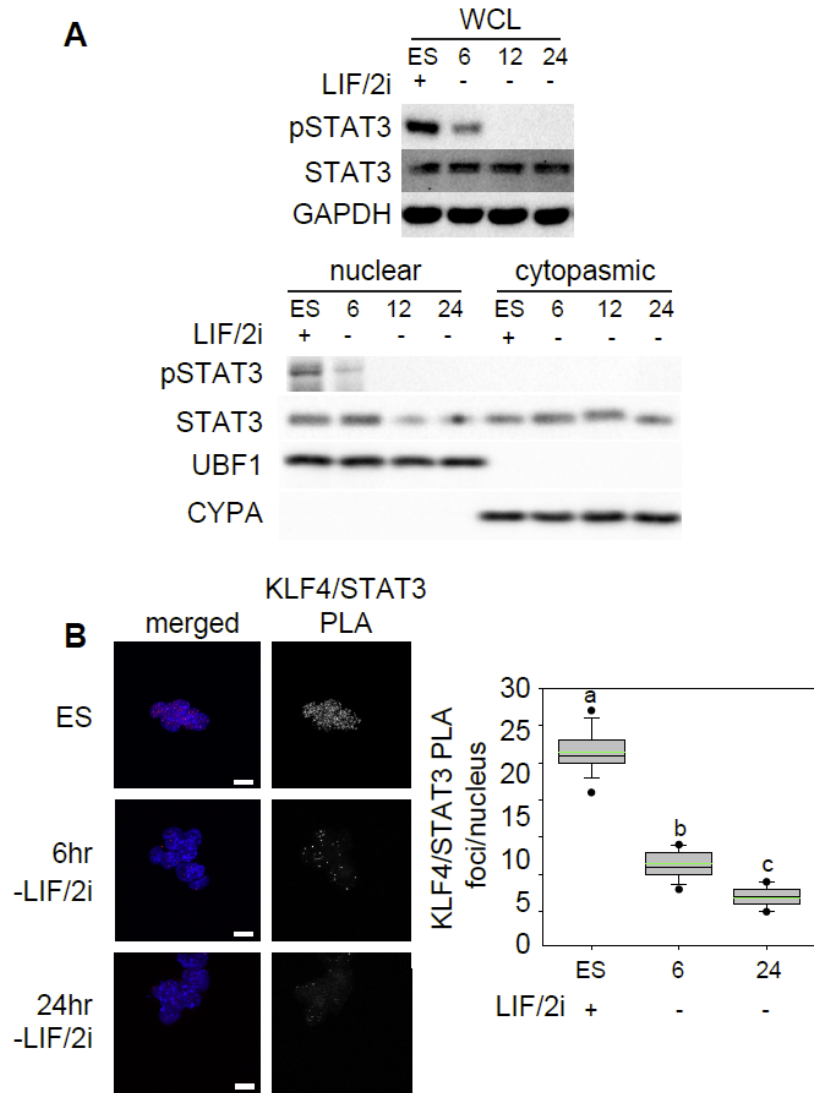 A
WCL
ES 6 12 24
LIF/2i + - - -
pSTAT3
STAT3
GAPDH
nuclear cytopasmic
ES 6 12 24 ES 6 12 24
LIF/2i + - - - + - - -
pSTAT3
STAT3
UBF1
CYPA
B
merged
KLF4/STAT3
PLA
ES
6hr
-LIF/2i
24hr
-LIF/2i
KLF4/STAT3 PLA
foci/nucleus
30
25
20
15
10
5
0
a
b
c
ES 6 24
LIF/2i + - -